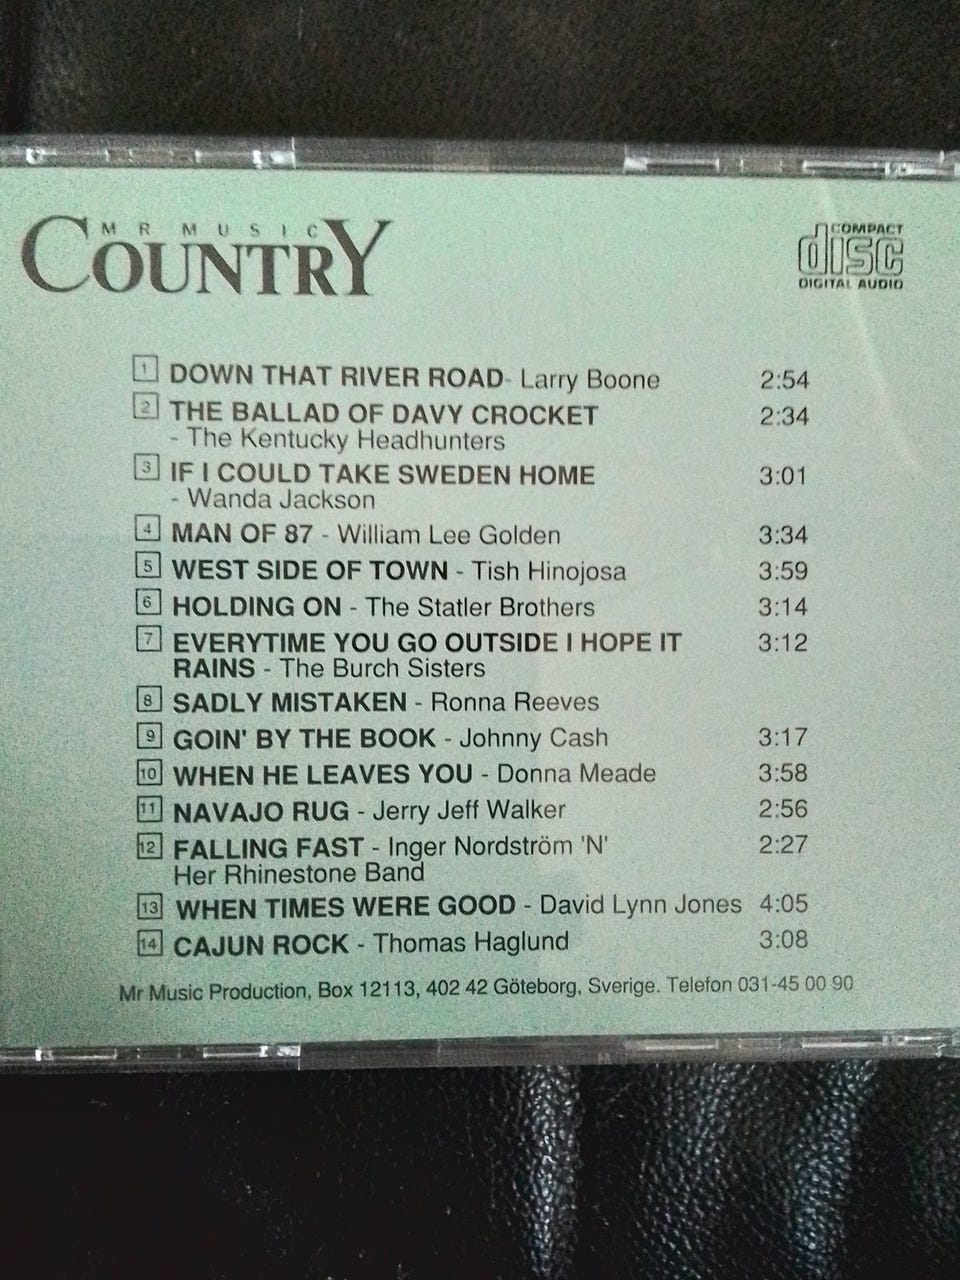 MR MUSIC
COUNTRY
COMPACT
disc
DIGITAL AUDIO
1 DOWN THAT RIVER ROAD- Larry Boone 2:54
2 THE BALLAD OF DAVY CROCKET 2:34
- The Kentucky Headhunters
3 IF I COULD TAKE SWEDEN HOME 3:01
- Wanda Jackson
4 MAN OF 87 - William Lee Golden 3:34
5 WEST SIDE OF TOWN - Tish Hinojosa 3:59
6 HOLDING ON - The Statler Brothers 3:14
7 EVERYTIME YOU GO OUTSIDE I HOPE IT 3:12
RAINS - The Burch Sisters
8 SADLY MISTAKEN - Ronna Reeves
9 GOIN' BY THE BOOK - Johnny Cash 3:17
10 WHEN HE LEAVES YOU - Donna Meade 3:58
11 NAVAJO RUG - Jerry Jeff Walker 2:56
12 FALLING FAST - Inger Nordström 'N' 2:27
Her Rhinestone Band
13 WHEN TIMES WERE GOOD - David Lynn Jones 4:05
14 CAJUN ROCK - Thomas Haglund 3:08
Mr Music Production, Box 12113, 402 42 Göteborg, Sverige. Telefon 031-45 00 90